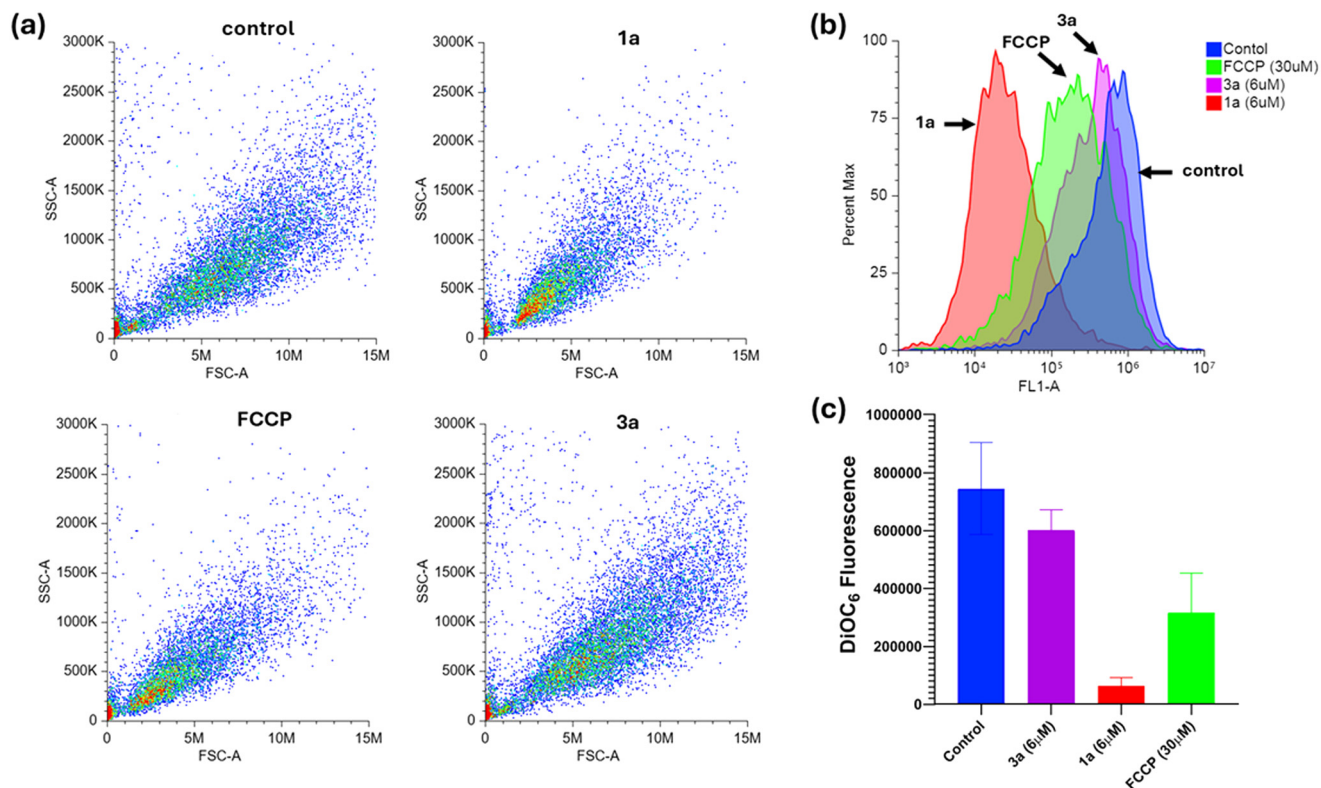 (a)
control
3000K
2500K
2000K
1500K
1000K
500K
0
SSC-A
0 5M 10M 15M
FSC-A
1a
3000K
2500K
2000K
1500K
1000K
500K
0
SSC-A
0 5M 10M 15M
FSC-A
FCCP
3000K
2500K
2000K
1500K
1000K
500K
0
SSC-A
0 5M 10M 15M
FSC-A
3a
3000K
2500K
2000K
1500K
1000K
500K
0
SSC-A
0 5M 10M 15M
FSC-A
(b)
3a
FCCP
1a
control
Contol
FCCP (30uM)
3a (6uM)
1a (6uM)
100
75
50
25
0
Percent Max
10³ 10⁴ 10⁵ 10⁶ 10⁷
FL1-A
(c)
1000000
800000
600000
400000
200000
0
DiOC₆ Fluorescence
Control
3a (6μM)
1a (6μM)
FCCP (30μM)